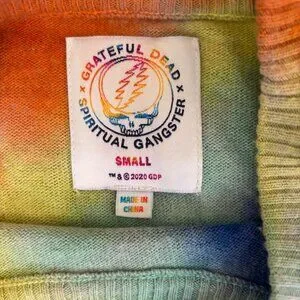 GRATEFUL DEAD
× SPIRITUAL GANGSTER ×
SMALL
™ & © 2020 GDP
MADE IN
CHINA